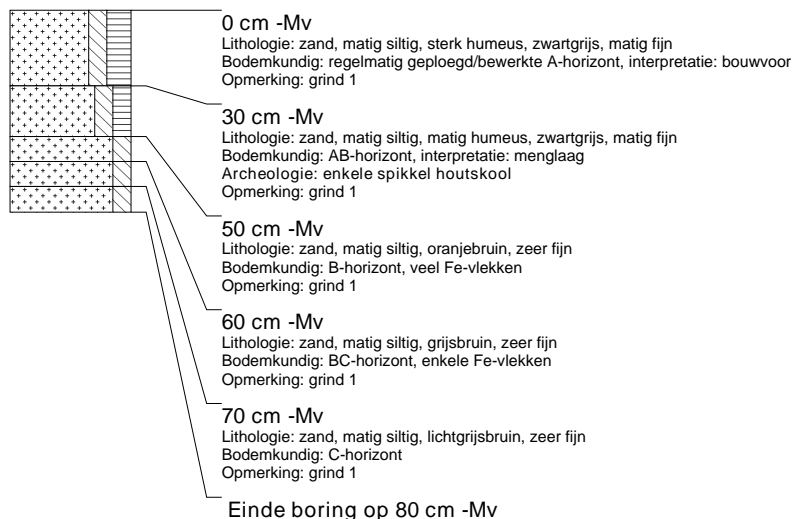 0 cm -Mv
Lithologie: zand, matig siltig, sterk humeus, zwartgrijs, matig fijn
Bodemkundig: regelmatig geploegd/bewerkte A-horizont, interpretatie: bouwvoor
Opmerking: grind 1
30 cm -Mv
Lithologie: zand, matig siltig, matig humeus, zwartgrijs, matig fijn
Bodemkundig: AB-horizont, interpretatie: menglaag
Archeologie: enkele spikkel houtskool
Opmerking: grind 1
50 cm -Mv
Lithologie: zand, matig siltig, oranjebruin, zeer fijn
Bodemkundig: B-horizont, veel Fe-vlekken
Opmerking: grind 1
60 cm -Mv
Lithologie: zand, matig siltig, grijsbruin, zeer fijn
Bodemkundig: BC-horizont, enkele Fe-vlekken
Opmerking: grind 1
70 cm -Mv
Lithologie: zand, matig siltig, lichtgrijsbruin, zeer fijn
Bodemkundig: C-horizont
Opmerking: grind 1
Einde boring op 80 cm -Mv